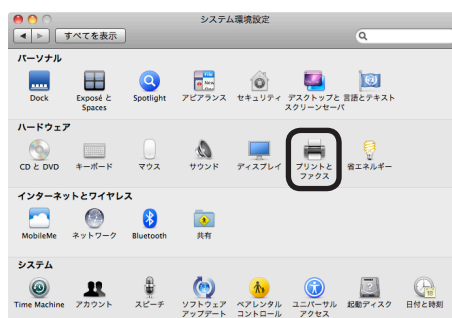 システム環境設定
すべてを表示
パーソナル
Dock
Exposé と
Spaces
Spotlight
File
New
アピアランス
セキュリティ
デスクトップと
スクリーンセーバ
言語とテキスト
ハードウェア
CD と DVD
キーボード
マウス
サウンド
ディスプレイ
プリントと
ファクス
省エネルギー
インターネットとワイヤレス
MobileMe
ネットワーク
Bluetooth
共有
システム
Time Machine
アカウント
スピーチ
ソフトウェア
アップデート
ペアレンタル
コントロール
ユニバーサル
アクセス
起動ディスク
日付と時刻